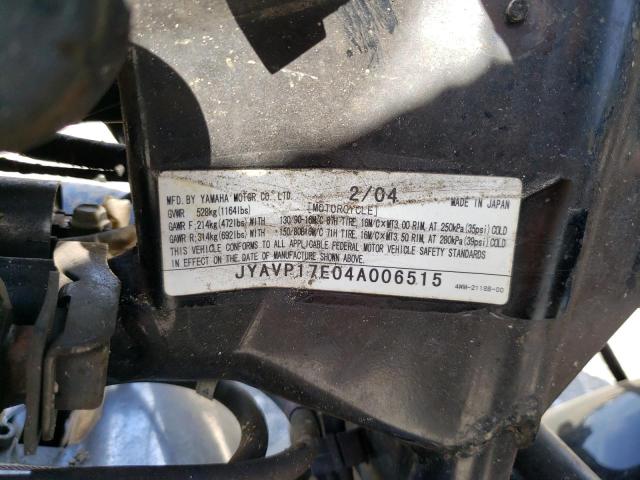 MFD. BY YAMAHA MOTOR CO. LTD. 2/04 MADE IN JAPAN
GVWR 528kg(1164lbs) [MOTORCYCLE]
GAWR F:214kg(472lbs)WITH 130/90-16M/C 67H TIRE, 16M/C×MT3.00 RIM, AT 250kPa(35psi)COLD
GAWR R:314kg(692lbs)WITH 150/80B16M/C 71H TIRE, 16M/C×MT3.50 RIM, AT 280kPa(39psi)COLD
THIS VEHICLE CONFORMS TO ALL APPLICABLE FEDERAL MOTOR VEHICLE SAFETY STANDARDS
IN EFFECT ON THE DATE OF MANUFACTURE SHOWN ABOVE.
JYAVP17E04A006515
4WM-21188-00